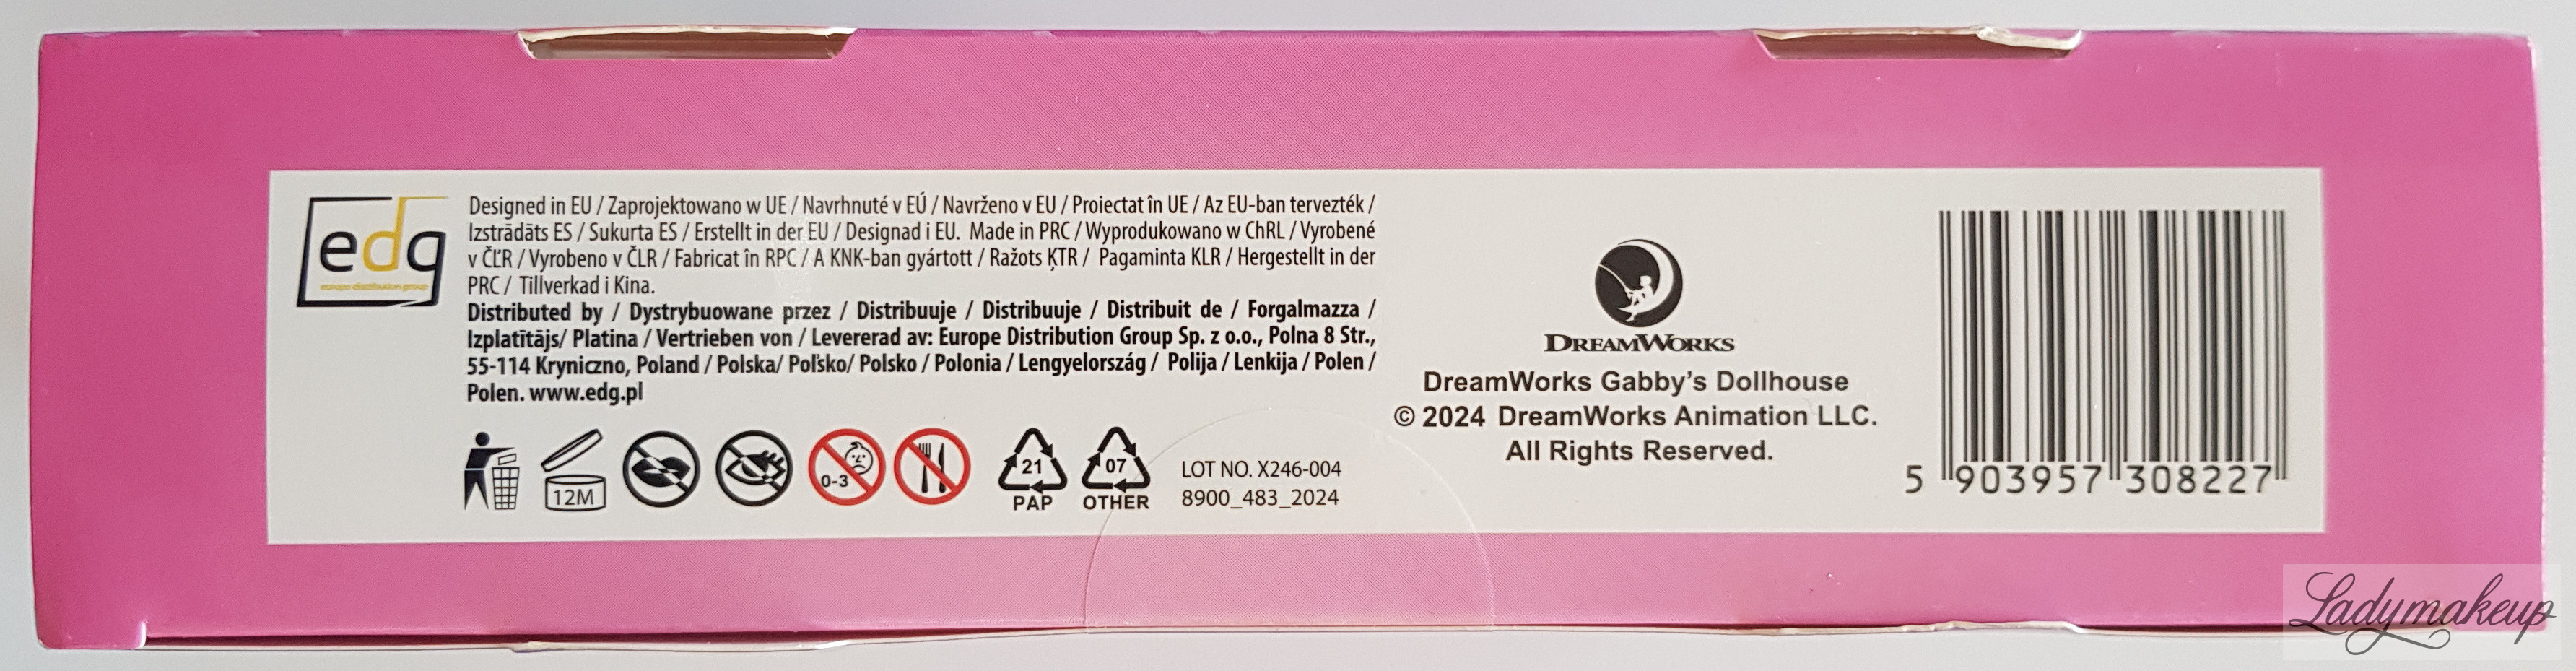 edg
europe distribution group
Designed in EU / Zaprojektowano w UE / Navrhnuté v EÚ / Navrženo v EU / Proiectat în UE / Az EU-ban tervezték /
Izstrādāts ES / Sukurta ES / Erstellt in der EU / Designad i EU. Made in PRC / Wyprodukowano w ChRL / Vyrobené
v ČĽR / Vyrobeno v ČLR / Fabricat în RPC / A KNK-ban gyártott / Ražots ĶTR / Pagaminta KLR / Hergestellt in der
PRC / Tillverkad i Kina.
Distributed by / Dystrybuowane przez / Distribuuje / Distribuuje / Distribuit de / Forgalmazza /
Izplatītājs/ Platina / Vertrieben von / Levererad av: Europe Distribution Group Sp. z o.o., Polna 8 Str.,
55-114 Kryniczno, Poland / Polska/ Poľsko/ Polsko / Polonia / Lengyelország / Polija / Lenkija / Polen /
Polen. www.edg.pl
12M
0-3
21
PAP
07
OTHER
LOT NO. X246-004
8900_483_2024
DREAMWORKS
DreamWorks Gabby's Dollhouse
© 2024 DreamWorks Animation LLC.
All Rights Reserved.
5 903957 308227
Ladymakeup